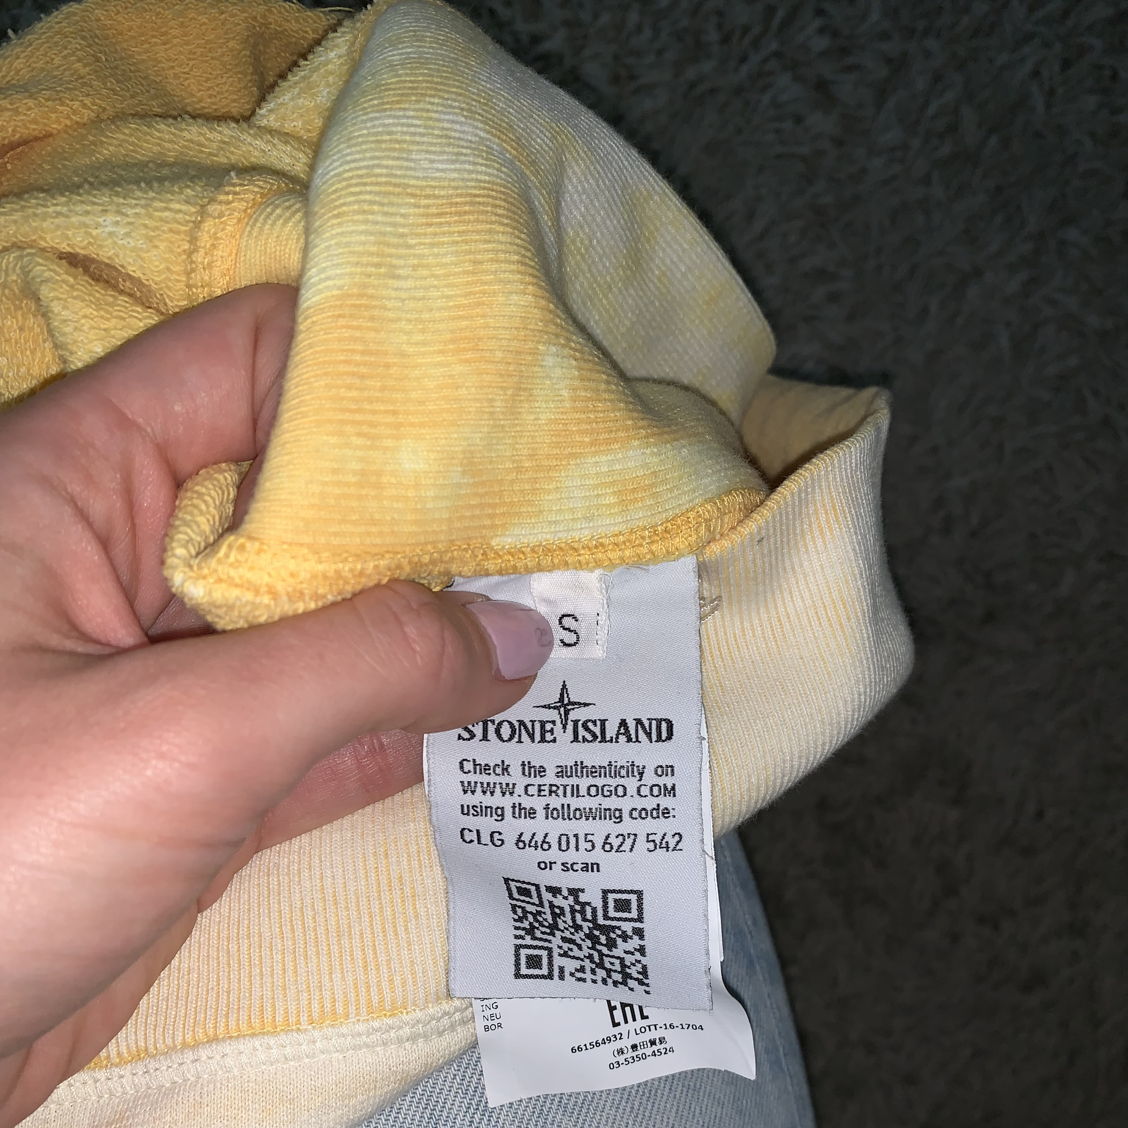 S
STONE ISLAND
Check the authenticity on
WWW.CERTILOGO.COM
using the following code:
CLG 646 015 627 542
or scan
ING
NEU
BOR
EAC
661564932 / LOTT-16-1704
(株)豊田貿易
03-5350-4524